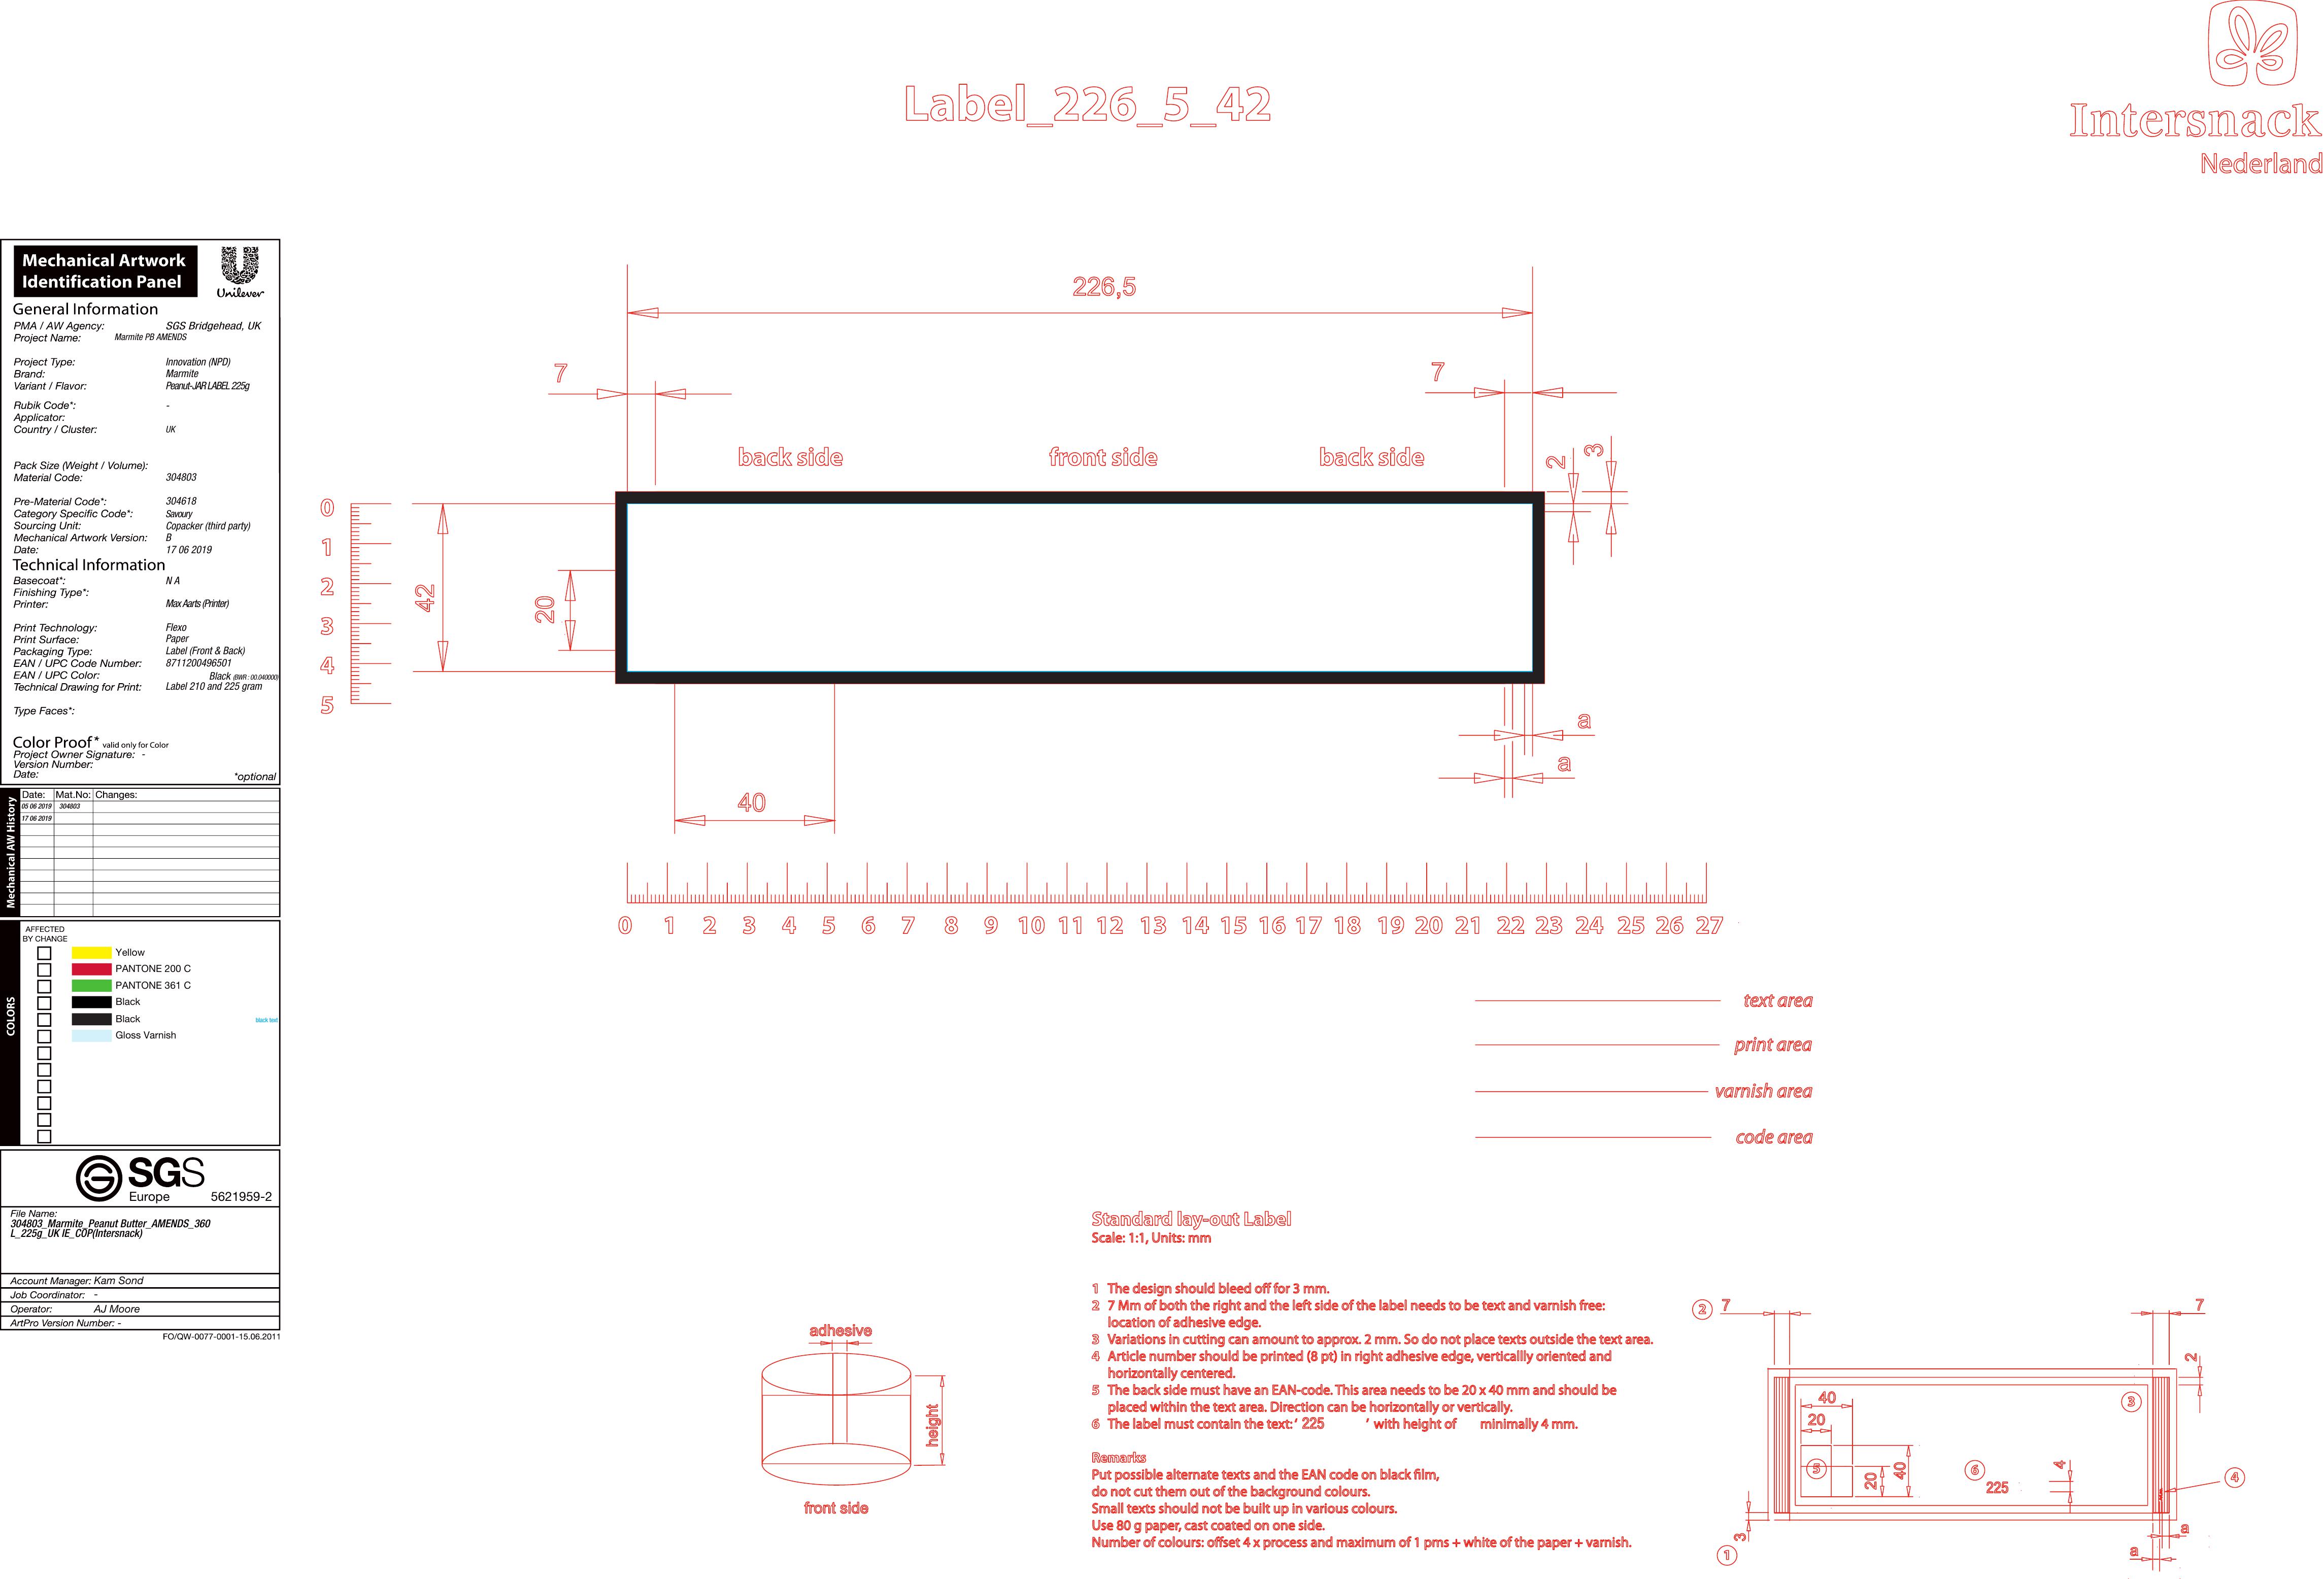 Label_226_5_42
Intersnack
Nederland
Mechanical Artwork
Identification Panel
Unilever
General Information
PMA / AW Agency: SGS Bridgehead, UK
Project Name: Marmite PB AMENDS
Project Type: Innovation (NPD)
Brand: Marmite
Variant / Flavor: Peanut-JAR LABEL 225g
Rubik Code*: -
Applicator:
Country / Cluster: UK
Pack Size (Weight / Volume):
Material Code: 304803
Pre-Material Code*: 304618
Category Specific Code*: Savoury
Sourcing Unit: Copacker (third party)
Mechanical Artwork Version: B
Date: 17 06 2019
Technical Information
Basecoat*: N A
Finishing Type*:
Printer: Max Aarts (Printer)
Print Technology: Flexo
Print Surface: Paper
Packaging Type: Label (Front & Back)
EAN / UPC Code Number: 8711200496501
EAN / UPC Color: Black (BWR : 00.040000)
Technical Drawing for Print: Label 210 and 225 gram
Type Faces*:
Color Proof* valid only for Color
Project Owner Signature: -
Version Number:
Date:
*optional
Mechanical AW History
Date: Mat.No: Changes:
05 06 2019 304803
17 06 2019
COLORS
AFFECTED
BY CHANGE
Yellow
PANTONE 200 C
PANTONE 361 C
Black
Black black text
Gloss Varnish
SGS
Europe 5621959-2
File Name:
304803_Marmite_Peanut Butter_AMENDS_360
L_225g_UK IE_COP(Intersnack)
Account Manager: Kam Sond
Job Coordinator: -
Operator: AJ Moore
ArtPro Version Number: -
FO/QW-0077-0001-15.06.2011
226,5
7
7
back side front side back side
2
3
0
1
2
3
4
5
42
20
a
a
40
0 1 2 3 4 5 6 7 8 9 10 11 12 13 14 15 16 17 18 19 20 21 22 23 24 25 26 27
text area
print area
varnish area
code area
Standard lay-out Label
Scale: 1:1, Units: mm
1 The design should bleed off for 3 mm.
2 7 Mm of both the right and the left side of the label needs to be text and varnish free:
location of adhesive edge.
3 Variations in cutting can amount to approx. 2 mm. So do not place texts outside the text area.
4 Article number should be printed (8 pt) in right adhesive edge, verticallly oriented and
horizontally centered.
5 The back side must have an EAN-code. This area needs to be 20 x 40 mm and should be
placed within the text area. Direction can be horizontally or vertically.
6 The label must contain the text: ‘ 225 ’ with height of minimally 4 mm.
Remarks
Put possible alternate texts and the EAN code on black film,
do not cut them out of the background colours.
Small texts should not be built up in various colours.
Use 80 g paper, cast coated on one side.
Number of colours: offset 4 x process and maximum of 1 pms + white of the paper + varnish.
adhesive
height
front side
2 7
7
2
3
40
20
5
20
40
6
225
4
4
3
1
a
a